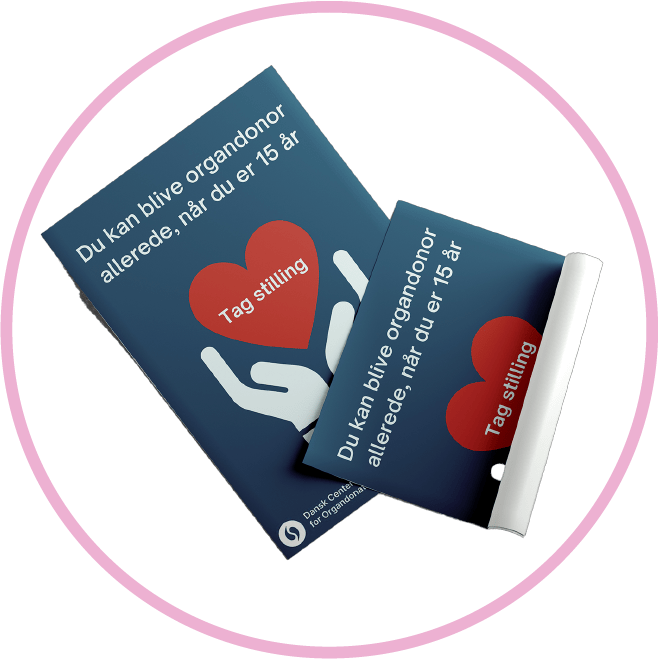 Du kan blive organdonor
allerede, når du er 15 år
Tag stilling
Dansk Center
for Organdonat
Du kan blive organdonor
allerede, når du er 15 år
Tag stilling